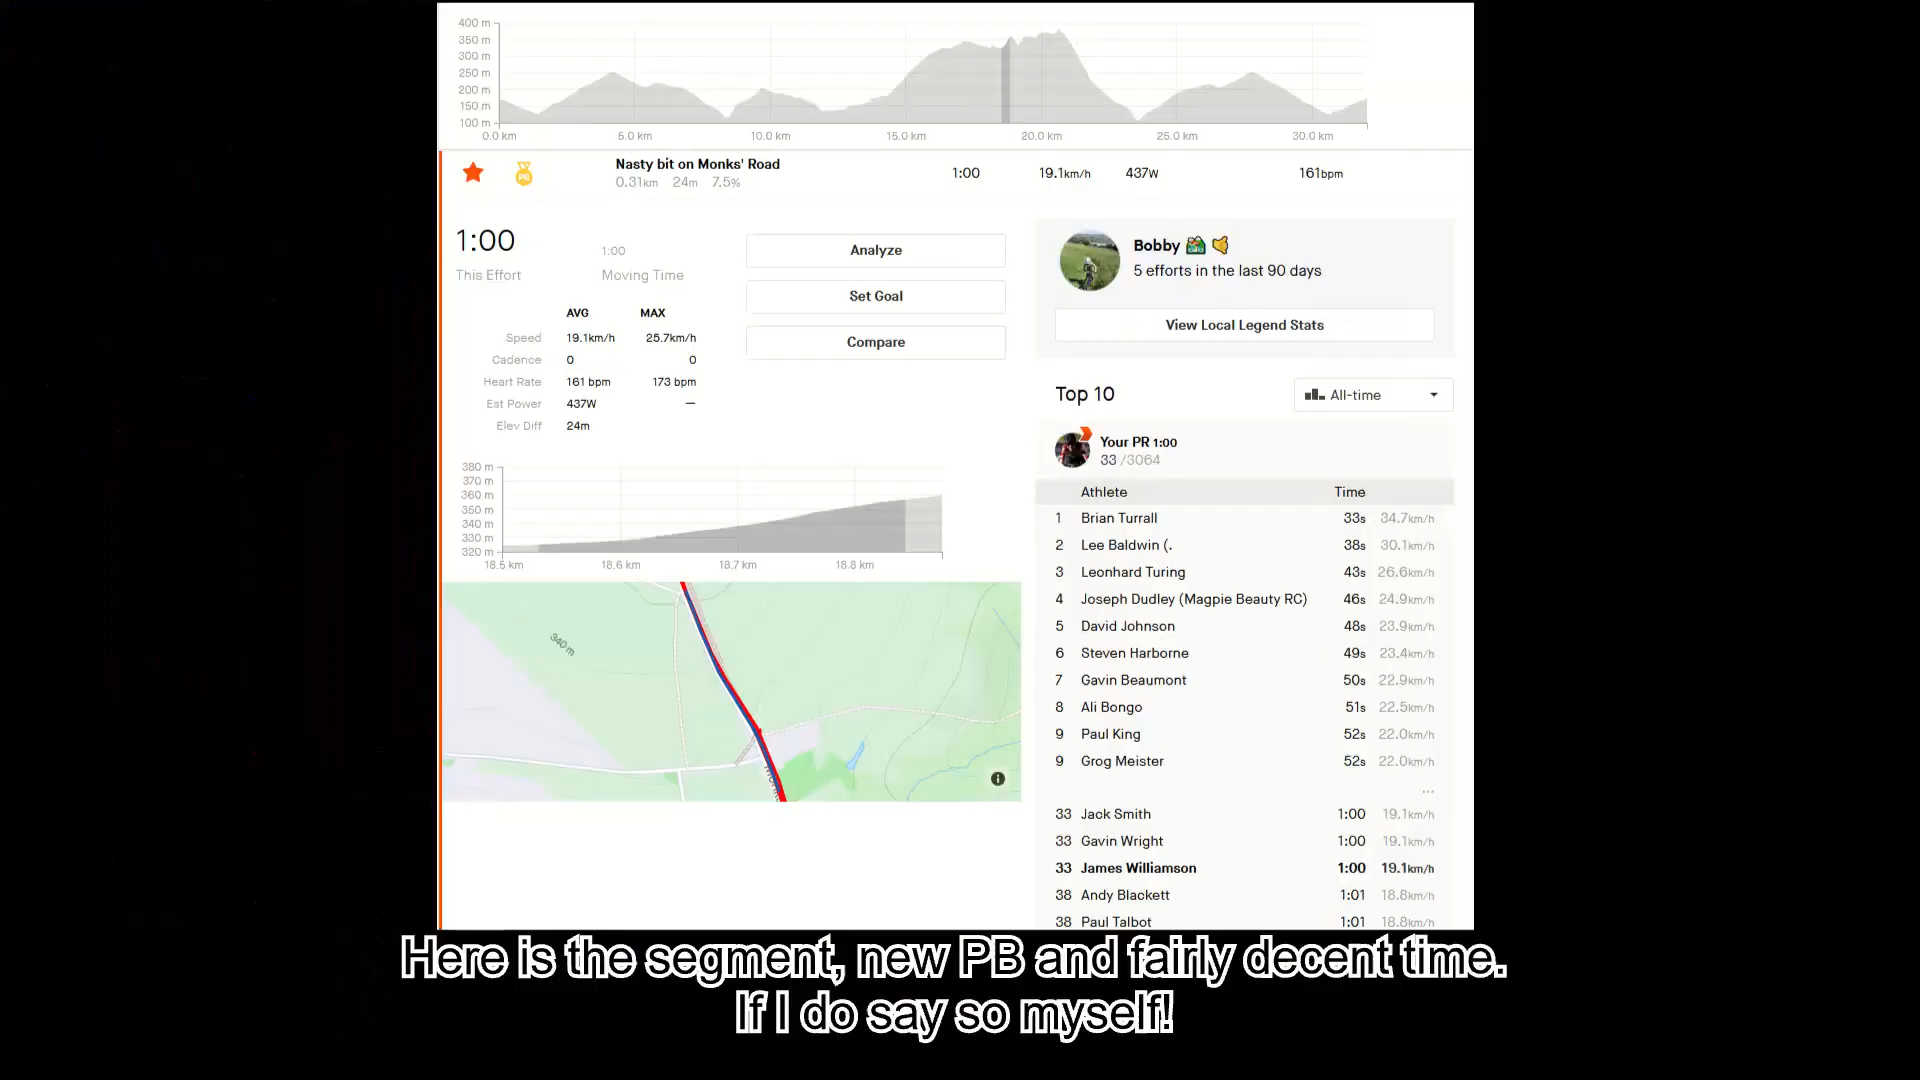 400 m
350 m
300 m
250 m
200 m
150 m
100 m
0.0 km 5.0 km 10.0 km 15.0 km 20.0 km 25.0 km 30.0 km
Nasty bit on Monks' Road
0.31km 24m 7.5%
1:00 19.1km/h 437W 161bpm
PB
1:00
This Effort
1:00
Moving Time
AVG MAX
Speed 19.1km/h 25.7km/h
Cadence 0 0
Heart Rate 161 bpm 173 bpm
Est Power 437W —
Elev Diff 24m
Analyze
Set Goal
Compare
380 m
370 m
360 m
350 m
340 m
330 m
320 m
18.5 km 18.6 km 18.7 km 18.8 km
340 m
Bobby
5 efforts in the last 90 days
View Local Legend Stats
Top 10
All-time
Your PR 1:00
33 /3064
Athlete Time
1 Brian Turrall 33s 34.7km/h
2 Lee Baldwin (. 38s 30.1km/h
3 Leonhard Turing 43s 26.6km/h
4 Joseph Dudley (Magpie Beauty RC) 46s 24.9km/h
5 David Johnson 48s 23.9km/h
6 Steven Harborne 49s 23.4km/h
7 Gavin Beaumont 50s 22.9km/h
8 Ali Bongo 51s 22.5km/h
9 Paul King 52s 22.0km/h
9 Grog Meister 52s 22.0km/h
...
33 Jack Smith 1:00 19.1km/h
33 Gavin Wright 1:00 19.1km/h
33 James Williamson 1:00 19.1km/h
38 Andy Blackett 1:01 18.8km/h
38 Paul Talbot 1:01 18.8km/h
Here is the segment, new PB and fairly decent time.
If I do say so myself!